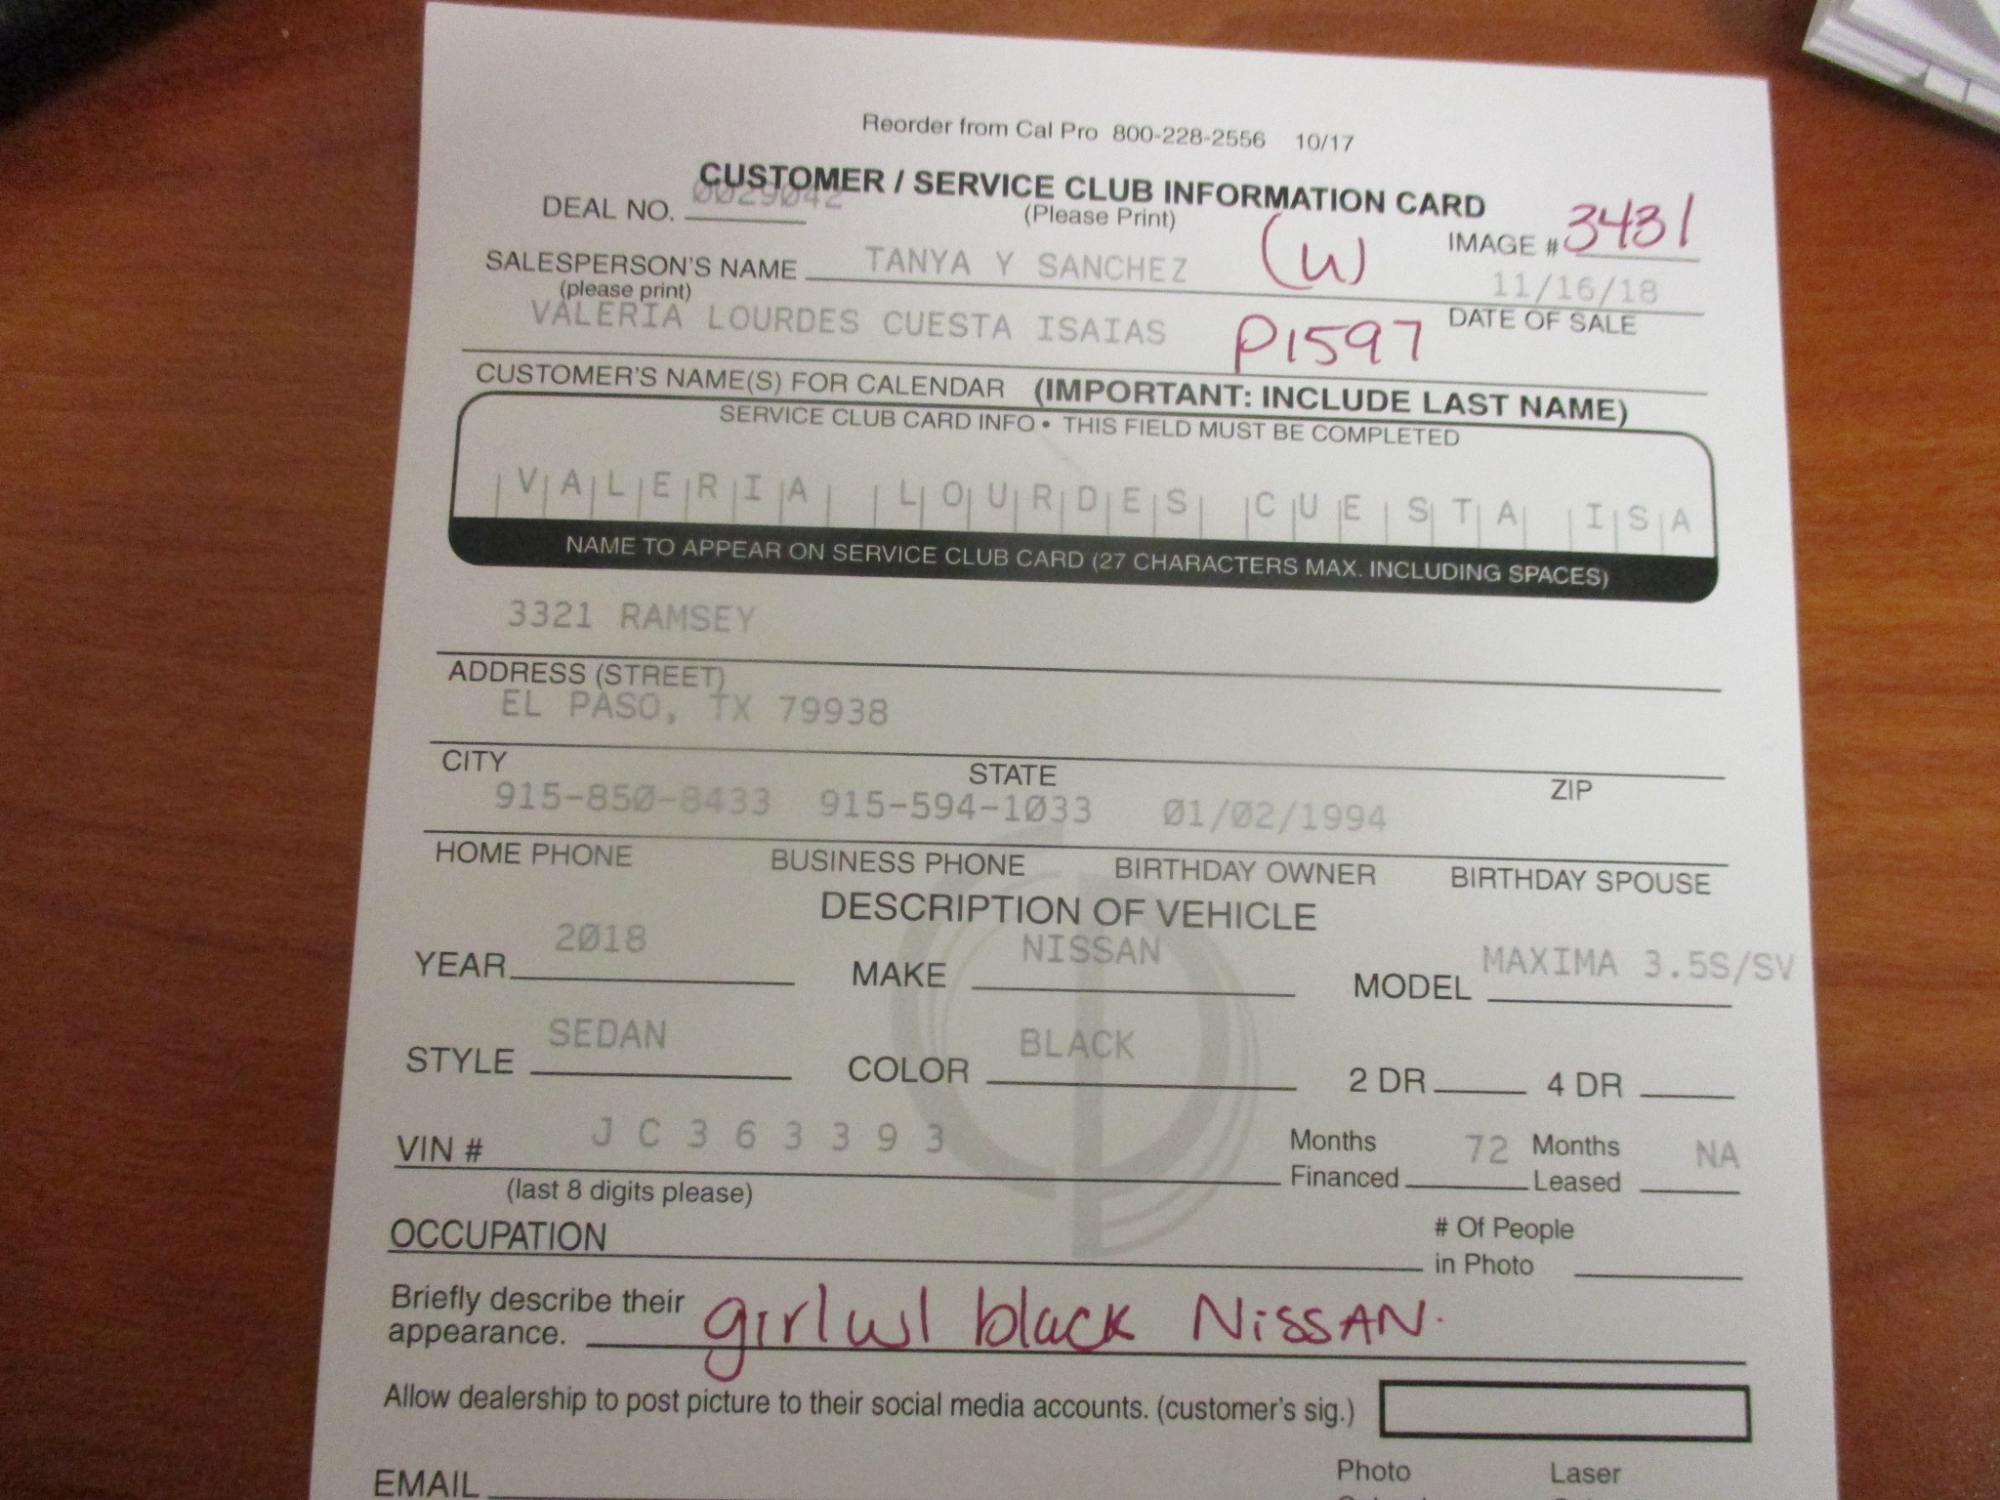 Reorder from Cal Pro 800-228-2556 10/17
CUSTOMER / SERVICE CLUB INFORMATION CARD
DEAL NO. 0029042 (Please Print) IMAGE # 3431
SALESPERSON'S NAME TANYA Y SANCHEZ (W) 11/16/18
(please print) DATE OF SALE
VALERIA LOURDES CUESTA ISAIAS P1597
CUSTOMER'S NAME(S) FOR CALENDAR (IMPORTANT: INCLUDE LAST NAME)
SERVICE CLUB CARD INFO • THIS FIELD MUST BE COMPLETED
VALERIA LOURDES CUESTA ISA
NAME TO APPEAR ON SERVICE CLUB CARD (27 CHARACTERS MAX. INCLUDING SPACES)
3321 RAMSEY
ADDRESS (STREET)
EL PASO, TX 79938
CITY STATE ZIP
915-850-8433 915-594-1033 01/02/1994
HOME PHONE BUSINESS PHONE BIRTHDAY OWNER BIRTHDAY SPOUSE
DESCRIPTION OF VEHICLE
YEAR 2018 MAKE NISSAN MODEL MAXIMA 3.5S/SV
STYLE SEDAN COLOR BLACK 2 DR 4 DR
VIN # JC363393 Months Financed 72 Months Leased NA
(last 8 digits please)
OCCUPATION # Of People in Photo
Briefly describe their appearance. girl w/ black NISSAN.
Allow dealership to post picture to their social media accounts. (customer's sig.)
EMAIL Photo Laser